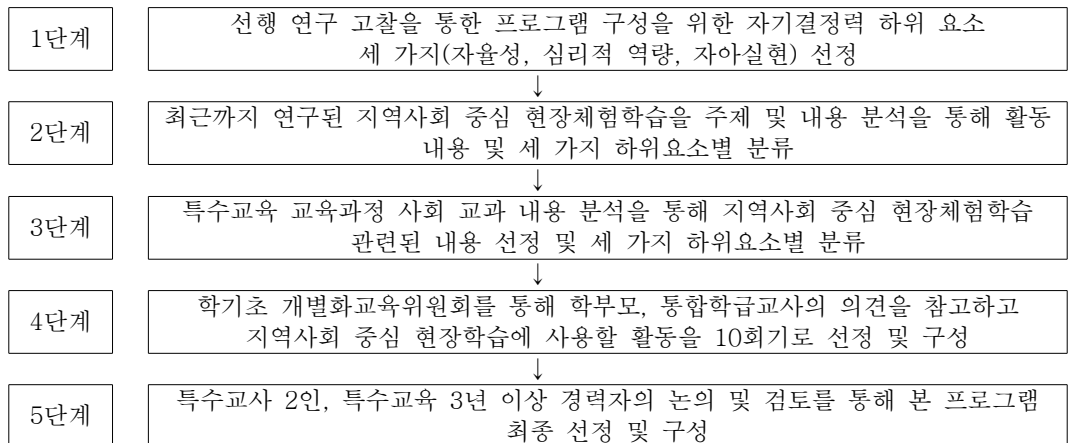 1단계
선행 연구 고찰을 통한 프로그램 구성을 위한 자기결정력 하위 요소
세 가지(자율성, 심리적 역량, 자아실현) 선정
↓
2단계
최근까지 연구된 지역사회 중심 현장체험학습을 주제 및 내용 분석을 통해 활동
내용 및 세 가지 하위요소별 분류
↓
3단계
특수교육 교육과정 사회 교과 내용 분석을 통해 지역사회 중심 현장체험학습
관련된 내용 선정 및 세 가지 하위요소별 분류
↓
4단계
학기초 개별화교육위원회를 통해 학부모, 통합학급교사의 의견을 참고하고
지역사회 중심 현장학습에 사용할 활동을 10회기로 선정 및 구성
↓
5단계
특수교사 2인, 특수교육 3년 이상 경력자의 논의 및 검토를 통해 본 프로그램
최종 선정 및 구성